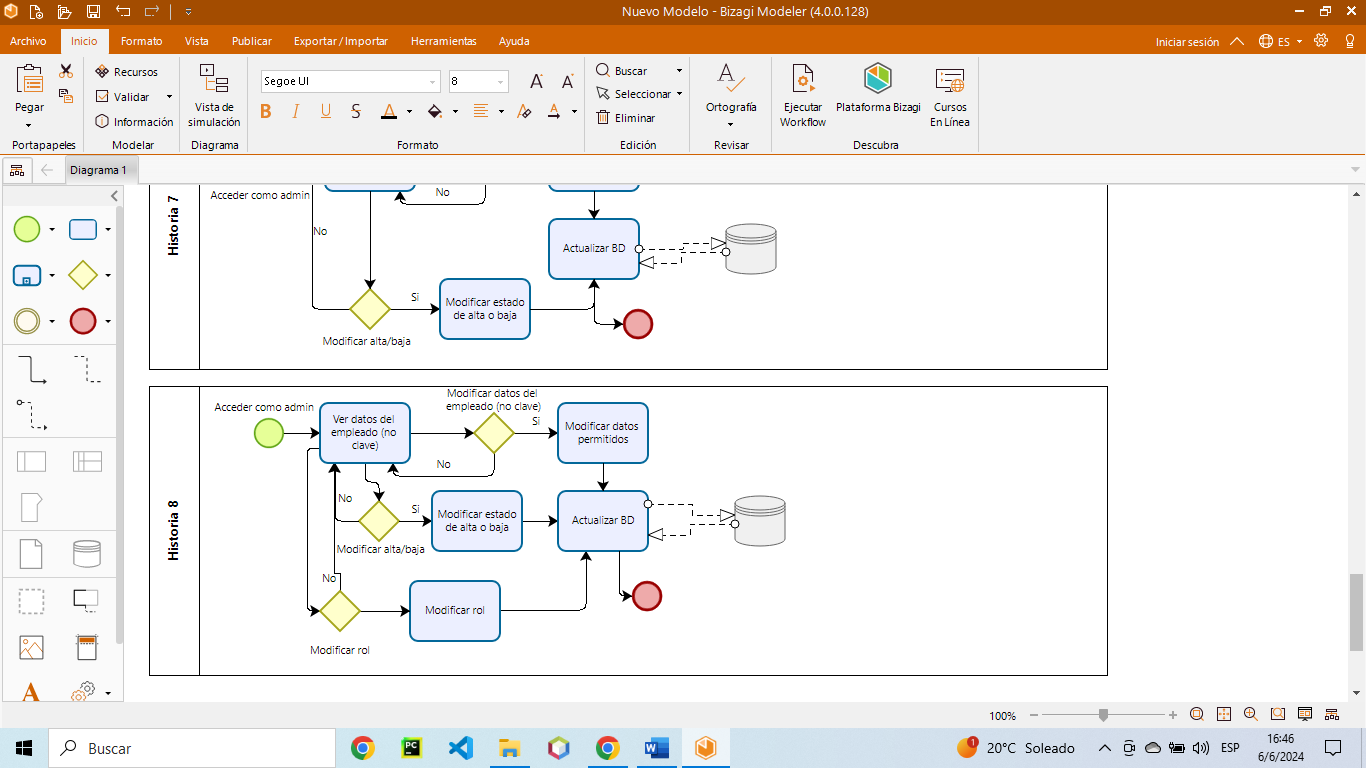 Nuevo Modelo - Bizagi Modeler (4.0.0.128)
Archivo Inicio Formato Vista Publicar Exportar / Importar Herramientas Ayuda Iniciar sesión ES
Pegar
Portapapeles
Recursos
Validar
Información
Modelar
Vista de
simulación
Diagrama
Segoe UI 8
A A
B I U S A A
Formato
Buscar
Seleccionar
Eliminar
Edición
Ortografía
Revisar
Ejecutar
Workflow
Plataforma Bizagi
Cursos
En Línea
Descubra
Diagrama 1
Historia 7
Acceder como admin
No
No
Actualizar BD
Si
Modificar estado
de alta o baja
Modificar alta/baja
Historia 8
Acceder como admin
Ver datos del
empleado (no
clave)
Modificar datos del
empleado (no clave)
Si
Modificar datos
permitidos
No
No
Si
Modificar estado
de alta o baja
Actualizar BD
Modificar alta/baja
No
Modificar rol
Modificar rol
A
100%
Buscar
PC
W
1
20°C Soleado
ESP
16:46
6/6/2024